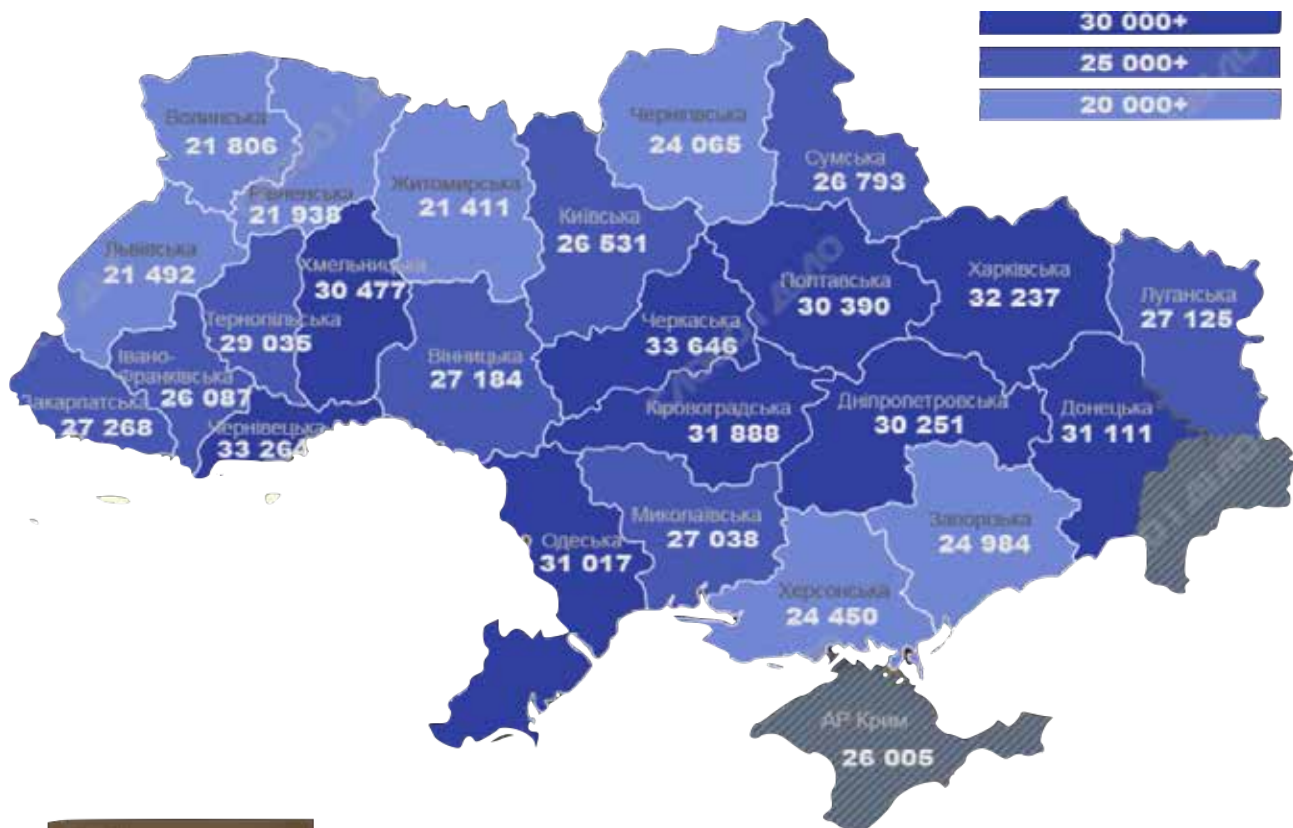 30 000+
25 000+
20 000+
Волинська
21 806
Рівненська
21 938
Житомирська
21 411
Чернігівська
24 065
Сумська
26 793
Київська
26 531
Львівська
21 492
Хмельницька
30 477
Тернопільська
29 035
Івано-
Франківська
26 087
Закарпатська
27 268
Чернівецька
33 264
Вінницька
27 184
Черкаська
33 646
Полтавська
30 390
Харківська
32 237
Луганська
27 125
Кіровоградська
31 888
Дніпропетровська
30 251
Донецька
31 111
Одеська
31 017
Миколаївська
27 038
Запорізька
24 984
Херсонська
24 450
АР Крим
26 005